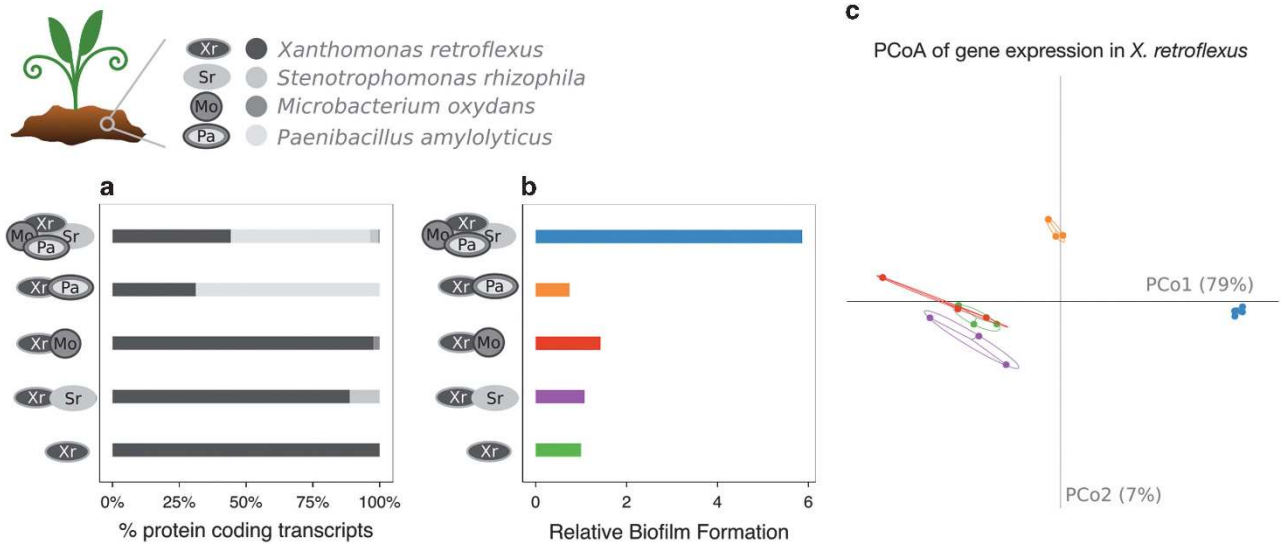 c
Xr Xanthomonas retroflexus
Sr Stenotrophomonas rhizophila
Mo Microbacterium oxydans
Pa Paenibacillus amylolyticus
PCoA of gene expression in X. retroflexus
a
b
Xr
Mo Sr
Pa
Xr Pa
Xr Mo
Xr Sr
Xr
0% 25% 50% 75% 100%
% protein coding transcripts
Xr
Mo Sr
Pa
Xr Pa
Xr Mo
Xr Sr
Xr
0 2 4 6
Relative Biofilm Formation
PCo1 (79%)
PCo2 (7%)